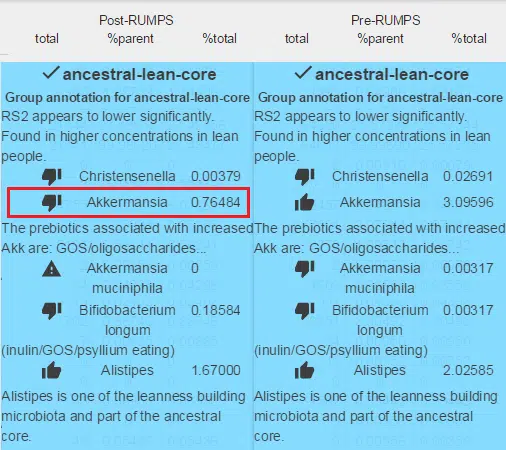 Post-RUMPS Pre-RUMPS
total %parent %total total %parent %total
ancestral-lean-core ancestral-lean-core
Group annotation for ancestral-lean-core Group annotation for ancestral-lean-core
RS2 appears to lower significantly. RS2 appears to lower significantly.
Found in higher concentrations in lean Found in higher concentrations in lean
people. people.
Christensenella 0.00379 Christensenella 0.02691
Akkermansia 0.76484 Akkermansia 3.09596
The prebiotics associated with increased The prebiotics associated with increased
Akk are: GOS/oligosaccharides... Akk are: GOS/oligosaccharides...
Akkermansia 0 Akkermansia 0.00317
muciniphila muciniphila
Bifidobacterium 0.18584 Bifidobacterium 0.00317
longum longum
(inulin/GOS/psyllium eating) (inulin/GOS/psyllium eating)
Alistipes 1.67000 Alistipes 2.02585
Alistipes is one of the leanness building Alistipes is one of the leanness building
microbiota and part of the ancestral microbiota and part of the ancestral
core. core.